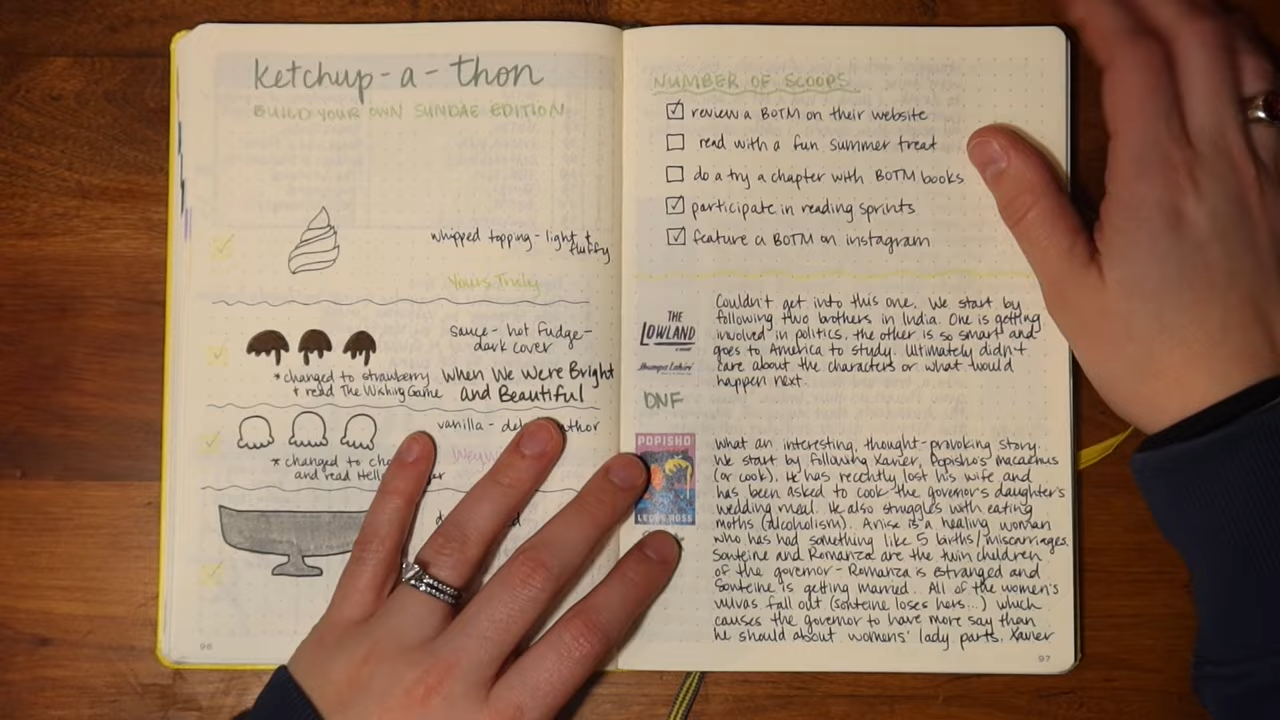 Ketchup-a-thon
BUILD YOUR OWN SUNDAE EDITION
whipped topping - light +
fluffy
Yours Truly
sauce - hot fudge -
dark cover
* changed to strawberry
+ read The Wishing Game
When We Were Bright
and Beautiful
vanilla - author
* changed to
and read Hell
96
NUMBER OF SCOOPS
review a BOTM on their website
read with a fun summer treat
do a try a chapter with BOTM books
participate in reading sprints
feature a BOTM on instagram
THE
LOWLAND
Jhumpa Lahiri
DNF
Couldn't get into this one. We start by
following two brothers in India. One is getting
involved in politics, the other is so smart and
goes to America to study. Ultimately didn't
care about the characters or what would
happen next.
POPISHO
LEONE ROSS
What an interesting, thought-provoking story.
We start by following Xavier, Popisho's macaenus
(or cook). He has recently lost his wife and
has been asked to cook the governor's daughter's
wedding meal. He also struggles with eating
moths (alcoholism). Anise is a healing woman
who has had something like 5 births/miscarriages.
Sonteine and Romanza are the twin children
of the governor - Romanza is estranged and
Sonteine is getting married. All of the women's
vulvas fall out (sonteine loses hers...) which
causes the governor to have more say than
he should about womens' lady parts. Xavier
97